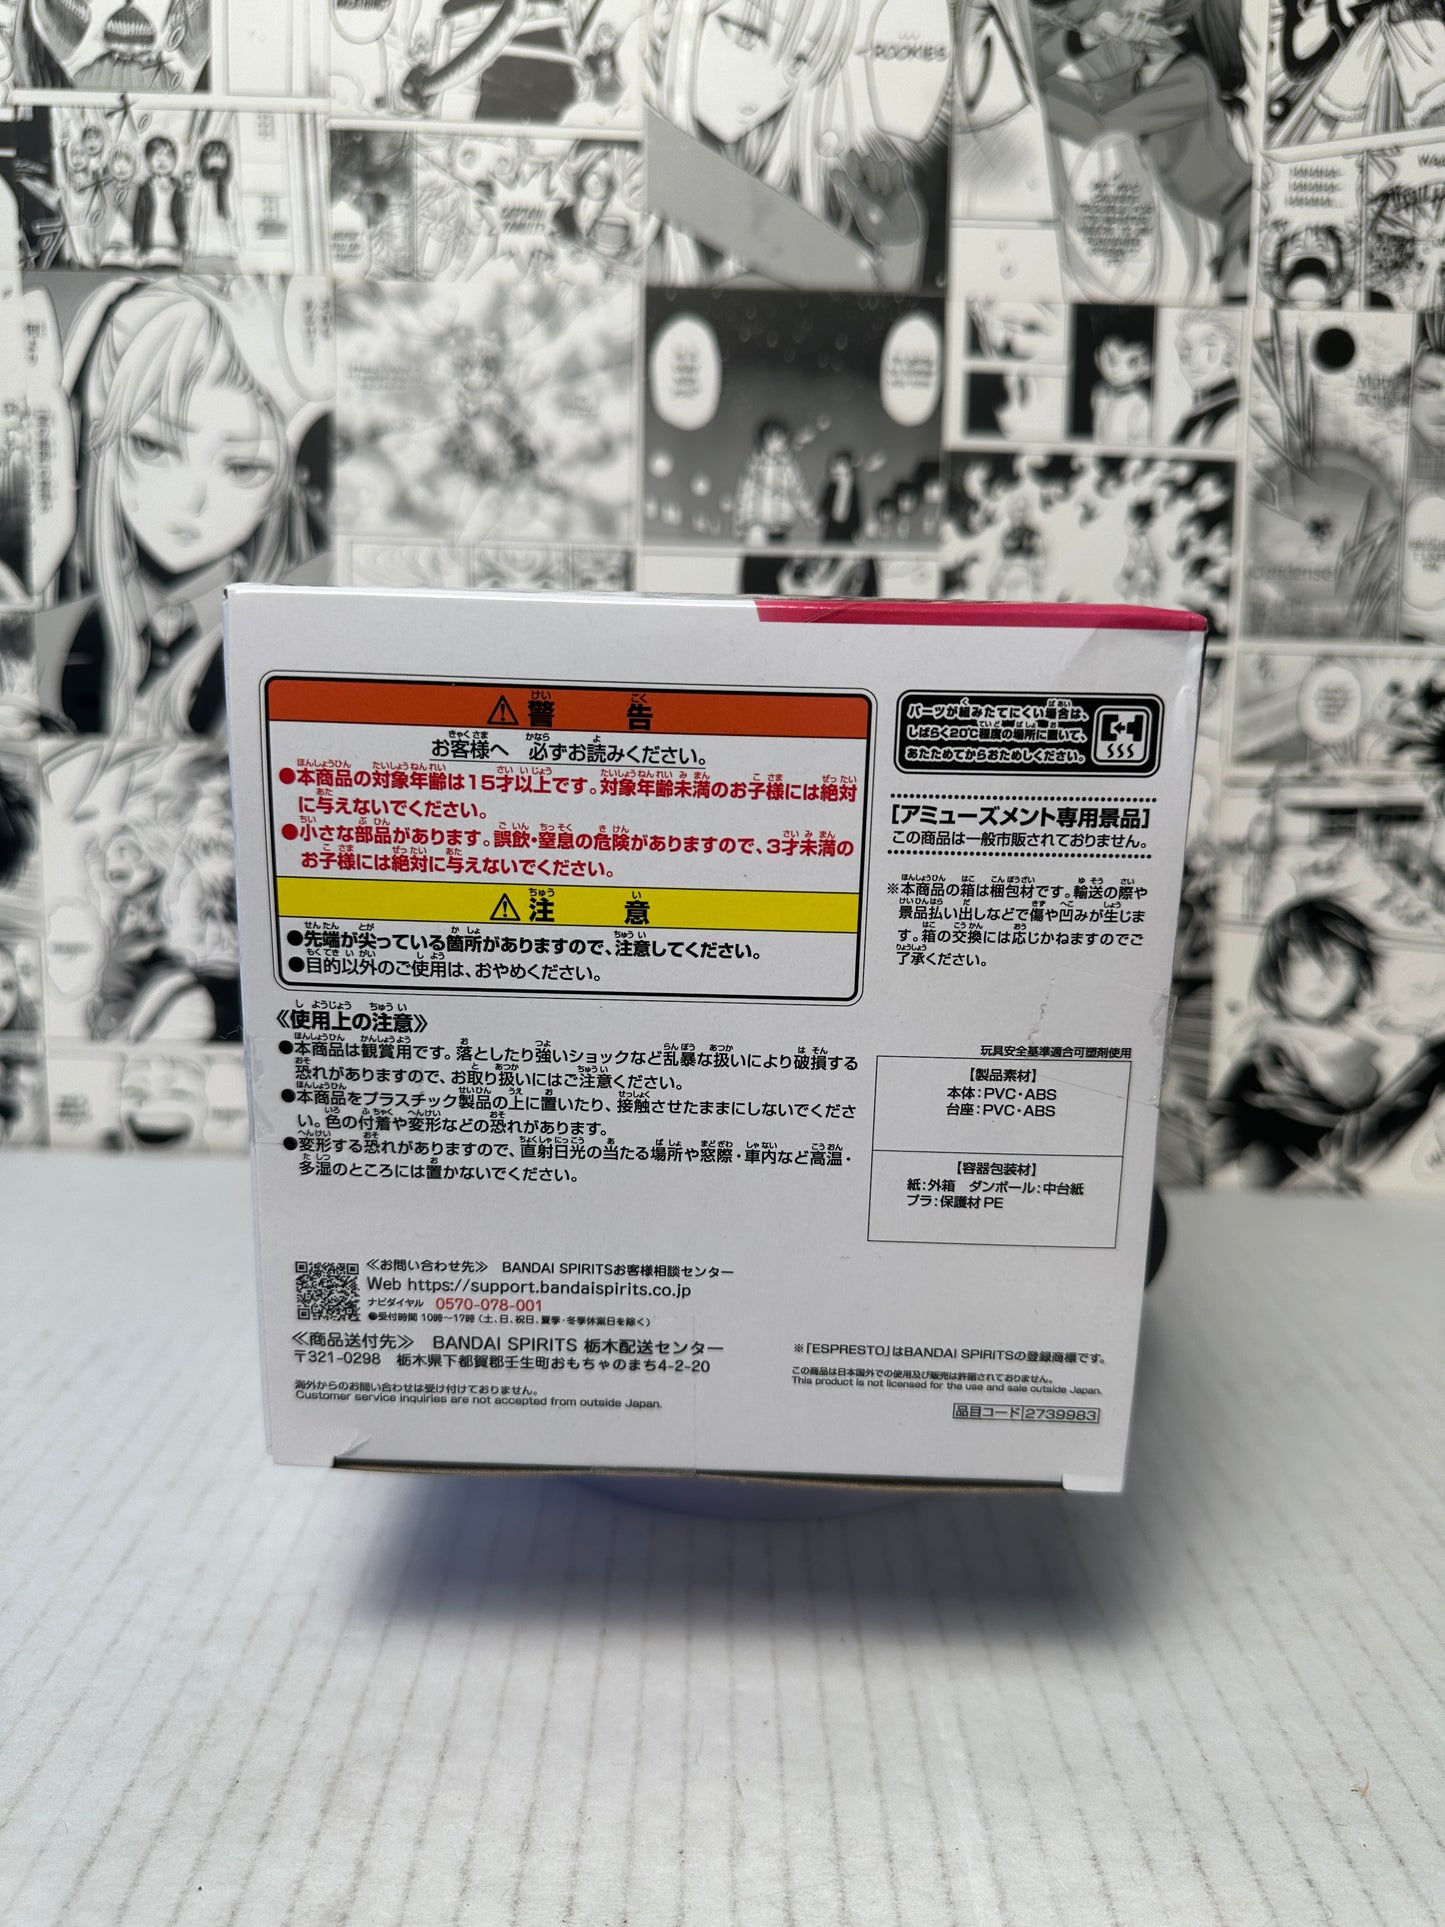 ROOKIES
警告
お客様へ 必ずお読みください。
●本商品の対象年齢は15才以上です。対象年齢未満のお子様には絶対
に与えないでください。
●小さな部品があります。誤飲・窒息の危険がありますので、3才未満の
お子様には絶対に与えないでください。
注意
●先端が尖っている箇所がありますので、注意してください。
●目的以外のご使用は、おやめください。
パーツが組みたてにくい場合は、
しばらく20℃程度の場所に置いて、
あたためてからおためしください。
[アミューズメント専用景品]
この商品は一般市販されておりません。
※本商品の箱は梱包材です。輸送の際や
景品払い出しなどで傷や凹みが生じま
す。箱の交換には応じかねますのでご
了承ください。
《使用上の注意》
●本商品は観賞用です。落としたり強いショックなど乱暴な扱いにより破損する
恐れがありますので、お取り扱いにはご注意ください。
●本商品をプラスチック製品の上に置いたり、接触させたままにしないでくださ
い。色の付着や変形などの恐れがあります。
●変形する恐れがありますので、直射日光の当たる場所や窓際・車内など高温・
多湿のところには置かないでください。
玩具安全基準適合可塑剤使用
【製品素材】
本体:PVC・ABS
台座:PVC・ABS
【容器包装材】
紙:外箱 ダンボール:中台紙
プラ:保護材 PE
≪お問い合わせ先≫ BANDAI SPIRITSお客様相談センター
Web https://support.bandaispirits.co.jp
ナビダイヤル 0570-078-001
●受付時間 10時〜17時(土、日、祝日、夏季・冬季休業日を除く)
≪商品送付先≫ BANDAI SPIRITS 栃木配送センター
〒321-0298 栃木県下都賀郡壬生町おもちゃのまち4-2-20
海外からのお問い合わせは受け付けておりません。
Customer service inquiries are not accepted from outside Japan.
※「ESPRESTO」はBANDAI SPIRITSの登録商標です。
この商品は日本国外での使用及び販売は許諾されておりません。
This product is not licensed for the use and sale outside Japan.
品目コード 2739983